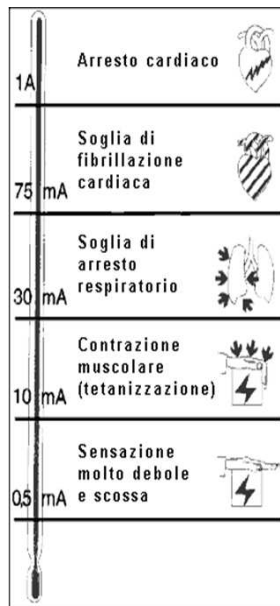 Arresto cardiaco
1A
Soglia di
fibrillazione
cardiaca
75 mA
Soglia di
arresto
respiratorio
30 mA
Contrazione
muscolare
(tetanizzazione)
10 mA
Sensazione
molto debole
e scossa
0,5 mA